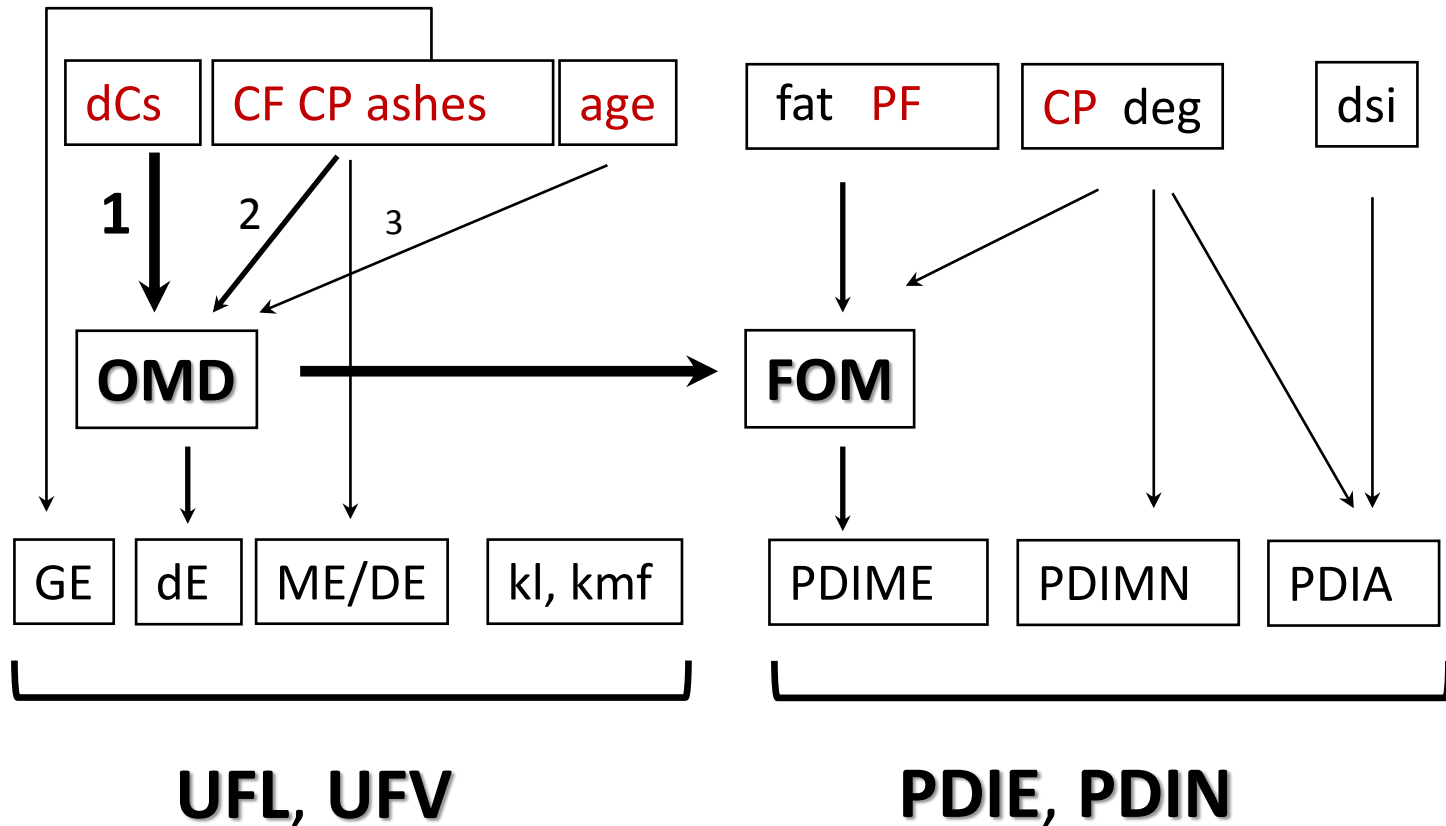 dCs CF CP ashes age fat PF CP deg dsi
1 2 3
OMD FOM
GE dE ME/DE kl, kmf PDIME PDIMN PDIA
UFL, UFV PDIE, PDIN